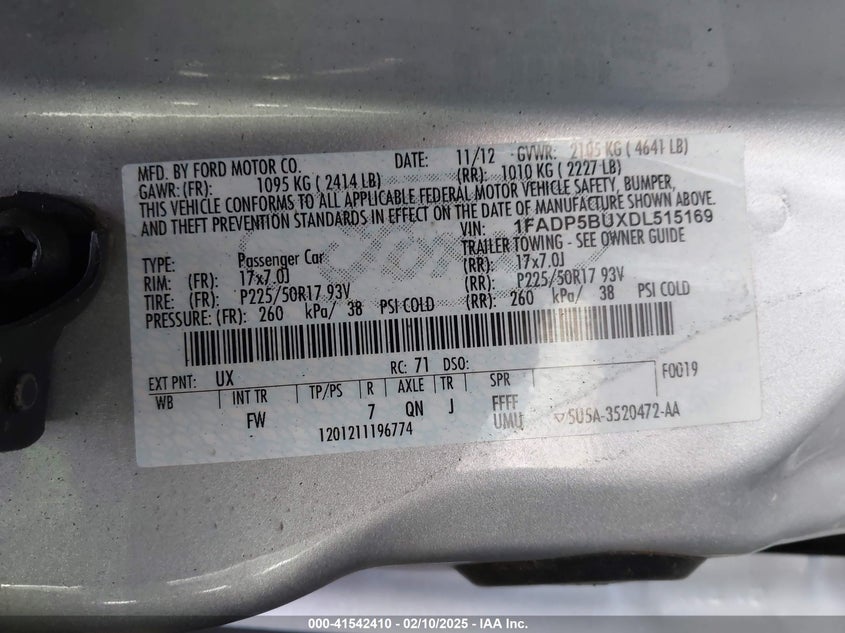 MFD. BY FORD MOTOR CO. DATE: 11/12 GVWR: 2105 KG ( 4641 LB)
GAWR: (FR): 1095 KG ( 2414 LB) (RR): 1010 KG ( 2227 LB)
THIS VEHICLE CONFORMS TO ALL APPLICABLE FEDERAL MOTOR VEHICLE SAFETY, BUMPER,
AND THEFT PREVENTION STANDARDS IN EFFECT ON THE DATE OF MANUFACTURE SHOWN ABOVE.
VIN: 1FADP5BUXDL515169
TYPE: Passenger Car TRAILER TOWING - SEE OWNER GUIDE
RIM: (FR): 17x7.0J (RR): 17x7.0J
TIRE: (FR): P225/50R17 93V (RR): P225/50R17 93V
PRESSURE: (FR): 260 kPa/ 38 PSI COLD (RR): 260 kPa/ 38 PSI COLD
EXT PNT: UX RC: 71 DSO: F0019
WB INT TR TP/PS R AXLE TR SPR
FW 7 QN J FFFF
UMU
1201211196774 5U5A-3520472-AA
000-41542410 — 02/10/2025 — IAA Inc.